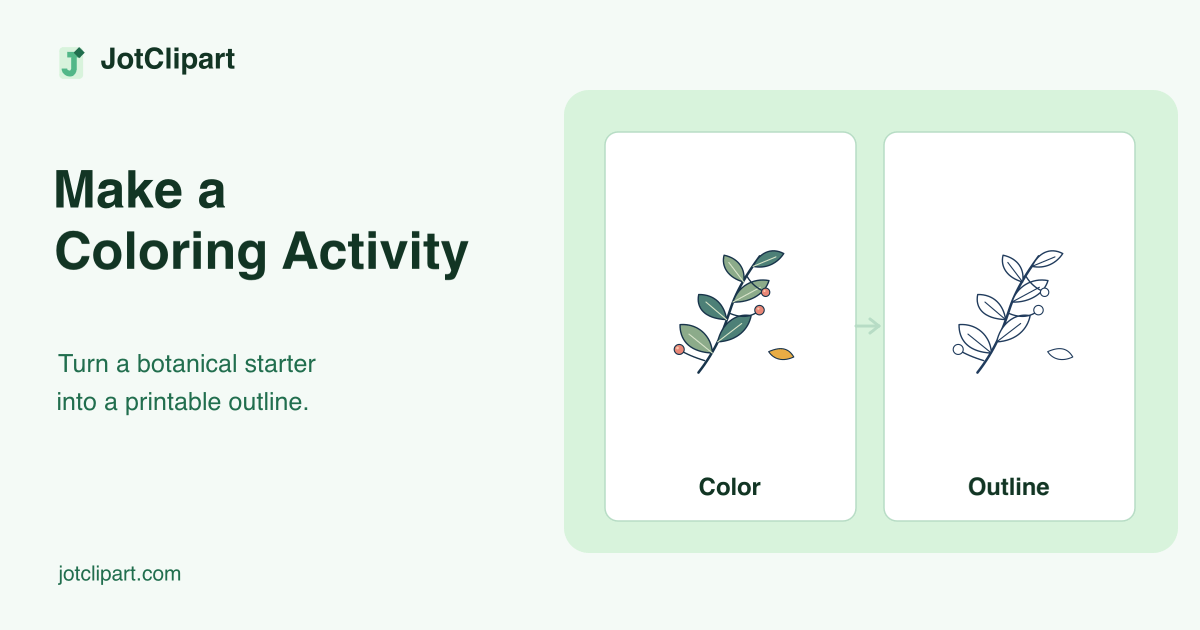 JotClipart
Make a
Coloring Activity
Turn a botanical starter
into a printable outline.
jotclipart.com
Color
Outline